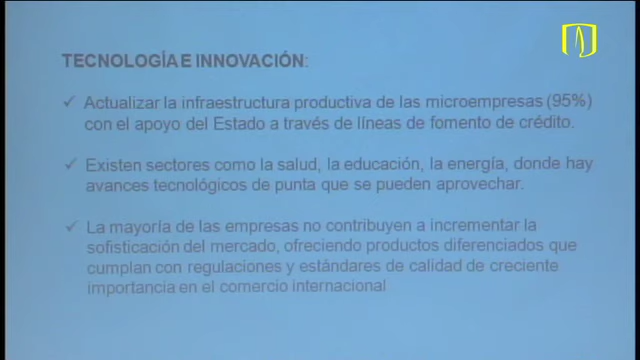 TECNOLOGÍA E INNOVACIÓN:
Actualizar la infraestructura productiva de las microempresas (95%)
con el apoyo del Estado a través de líneas de fomento de crédito.
Existen sectores como la salud, la educación, la energía, donde hay
avances tecnológicos de punta que se pueden aprovechar.
La mayoría de las empresas no contribuyen a incrementar la
sofisticación del mercado, ofreciendo productos diferenciados que
cumplan con regulaciones y estándares de calidad de creciente
importancia en el comercio internacional